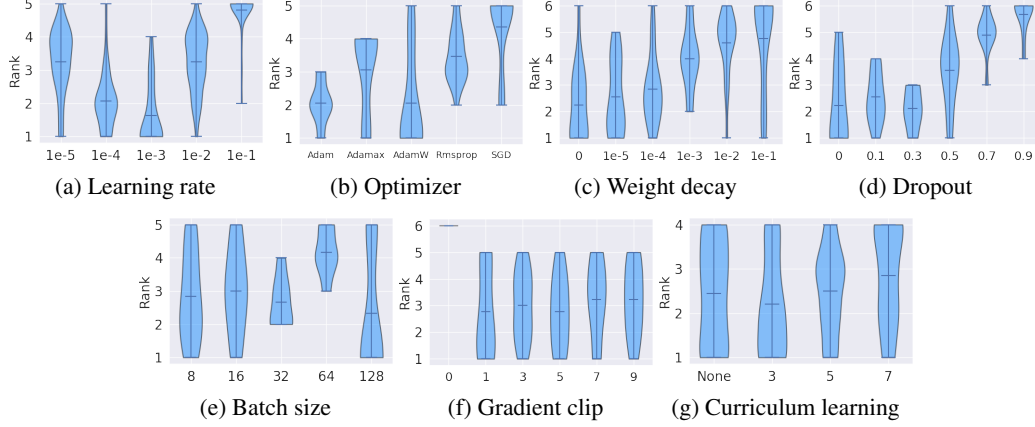 Rank
5
4
3
2
1
1e-5 1e-4 1e-3 1e-2 1e-1
(a) Learning rate
Rank
5
4
3
2
1
Adam Adamax AdamW Rmsprop SGD
(b) Optimizer
Rank
6
5
4
3
2
1
0 1e-5 1e-4 1e-3 1e-2 1e-1
(c) Weight decay
Rank
6
5
4
3
2
1
0 0.1 0.3 0.5 0.7 0.9
(d) Dropout
Rank
5
4
3
2
1
8 16 32 64 128
(e) Batch size
Rank
6
5
4
3
2
1
0 1 3 5 7 9
(f) Gradient clip
Rank
4
3
2
1
None 3 5 7
(g) Curriculum learning